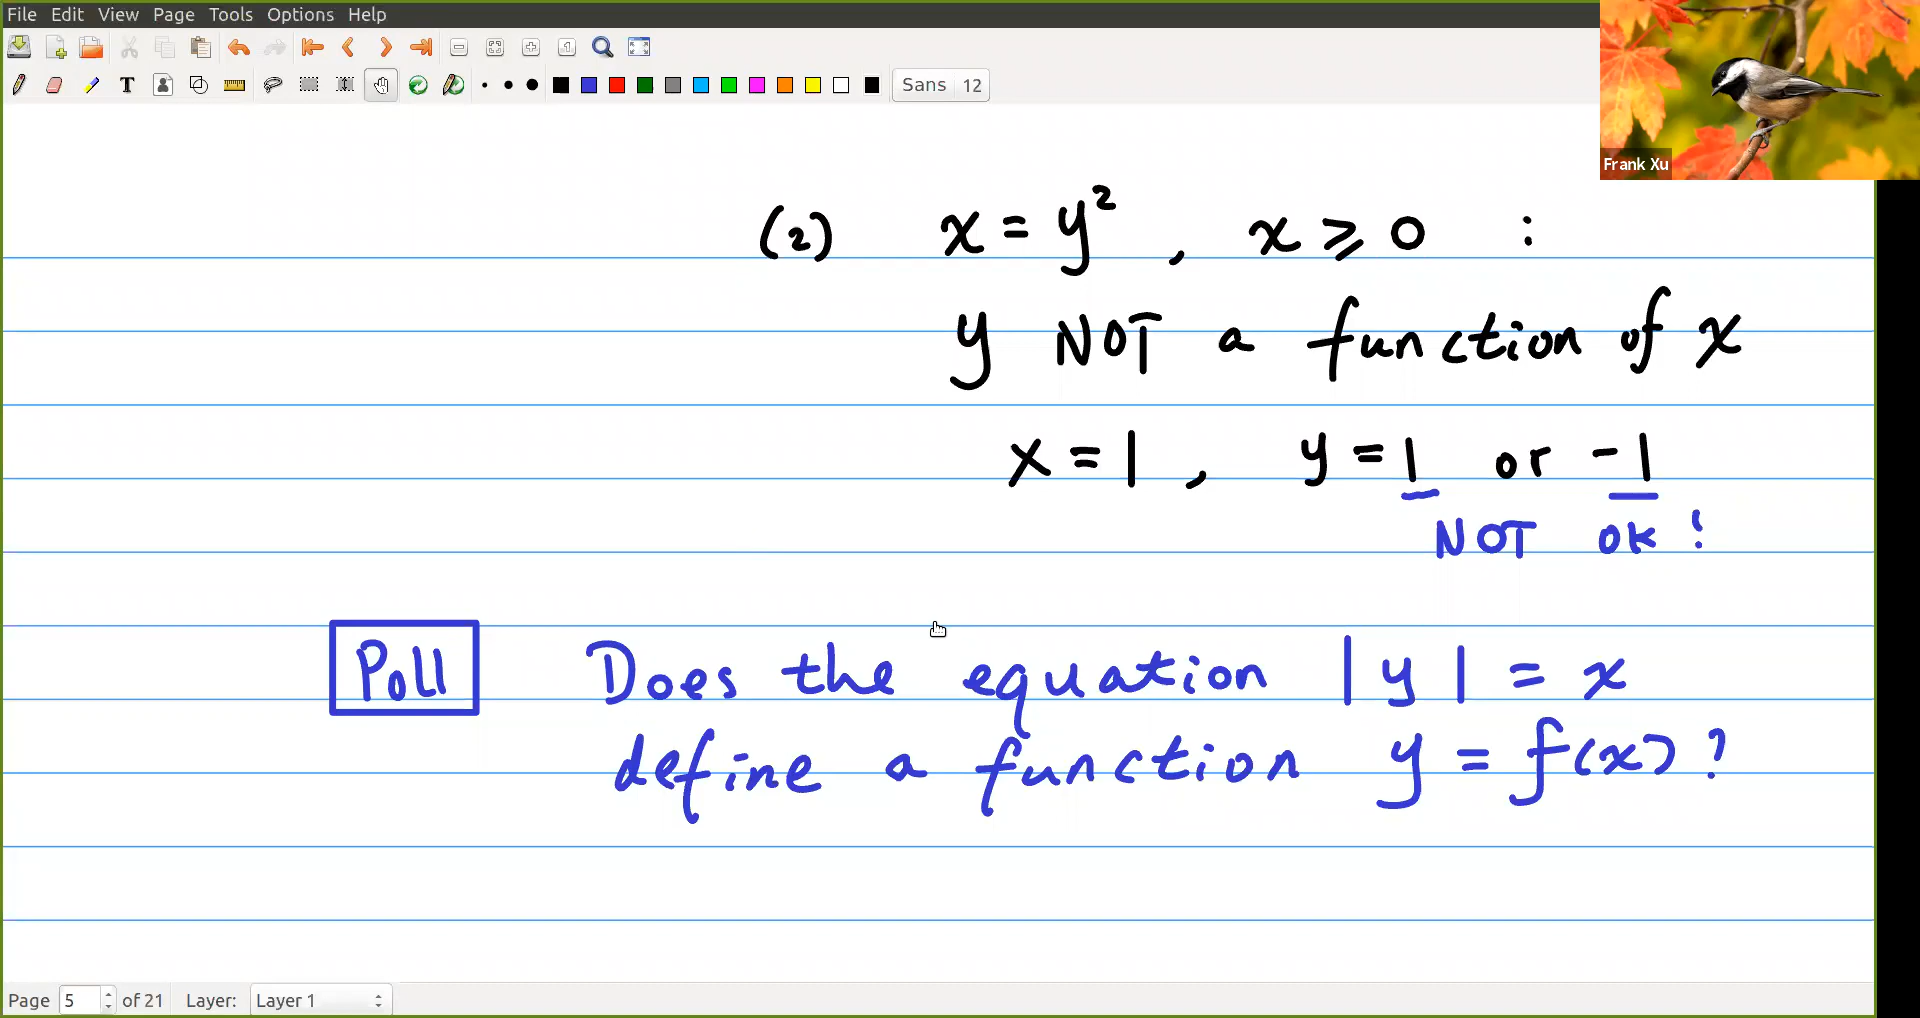 File Edit View Page Tools Options Help
Sans 12
Frank Xu
(2) x = y², x ⩾ 0 :
y NOT a function of x
x = 1, y = 1 or -1
NOT OK!
Poll Does the equation |y| = x
define a function y = f(x)?
Page 5 of 21 Layer: Layer 1